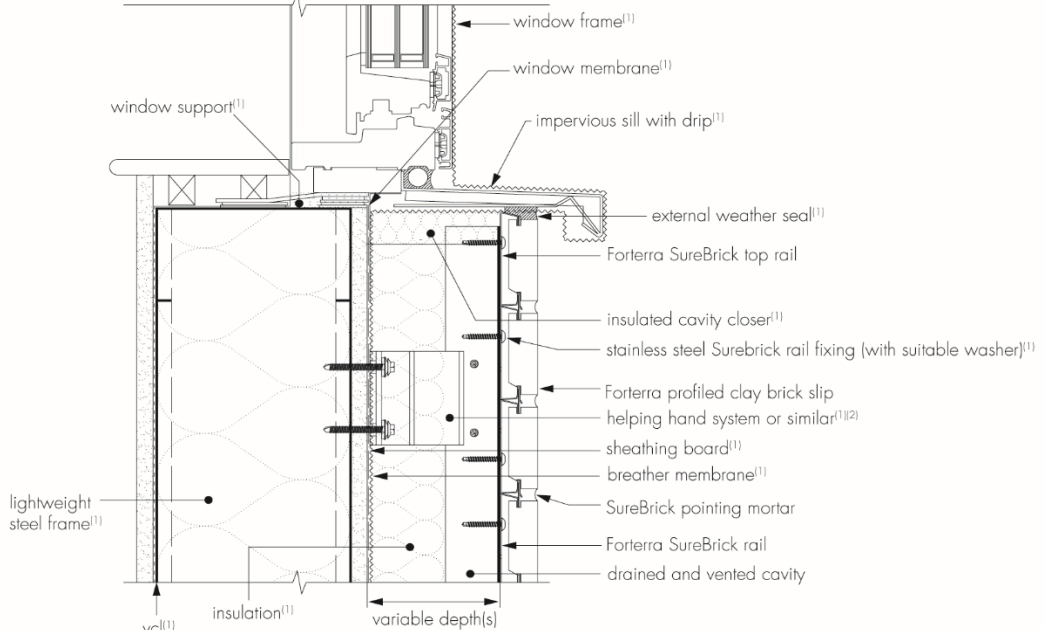 window frame(1)
window membrane(1)
window support(1)
impervious sill with drip(1)
external weather seal(1)
Forterra SureBrick top rail
insulated cavity closer(1)
stainless steel Surebrick rail fixing (with suitable washer)(1)
Forterra profiled clay brick slip
helping hand system or similar(1)(2)
sheathing board(1)
breather membrane(1)
lightweight
steel frame(1)
SureBrick pointing mortar
Forterra SureBrick rail
drained and vented cavity
insulation(1)
variable depth(s)
vcl(1)